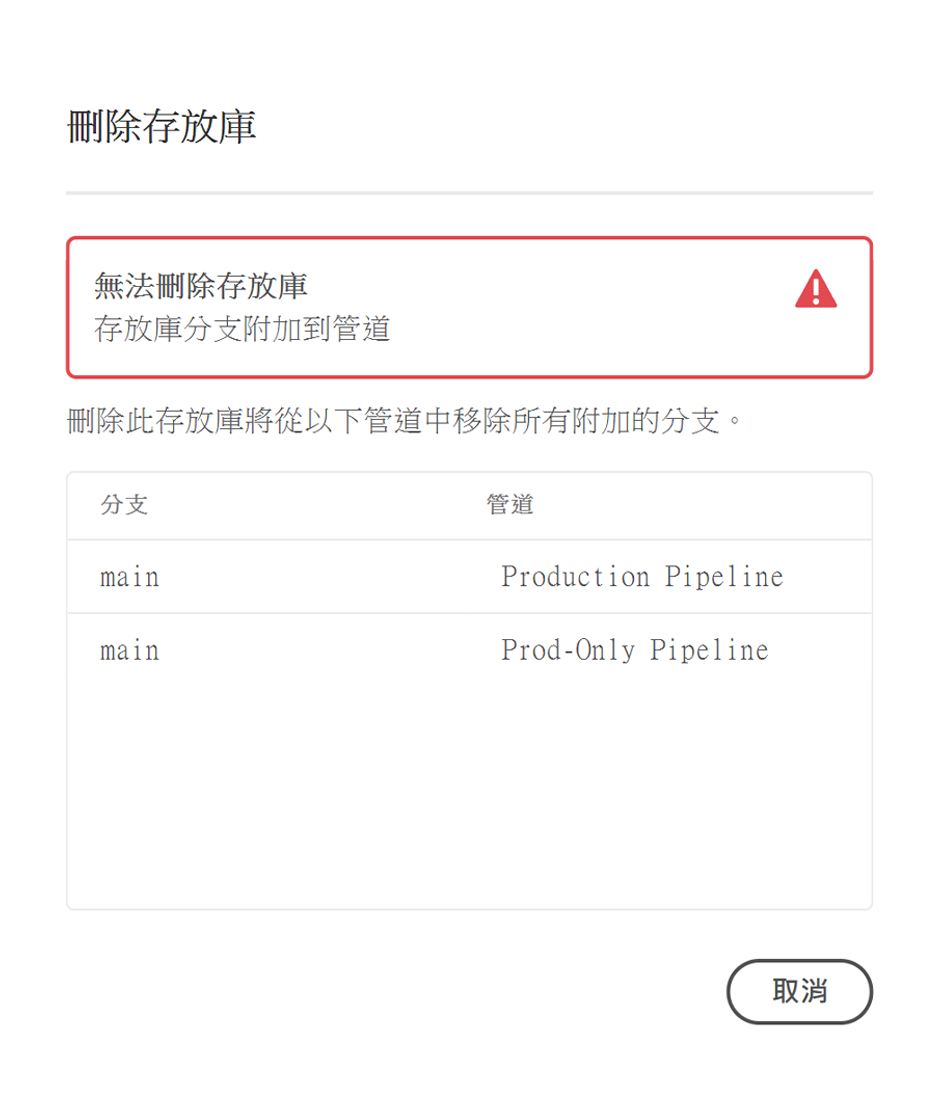 刪除存放庫
無法刪除存放庫
存放庫分支附加到管道
刪除此存放庫將從以下管道中移除所有附加的分支。
分支 管道
main Production Pipeline
main Prod-Only Pipeline
取消